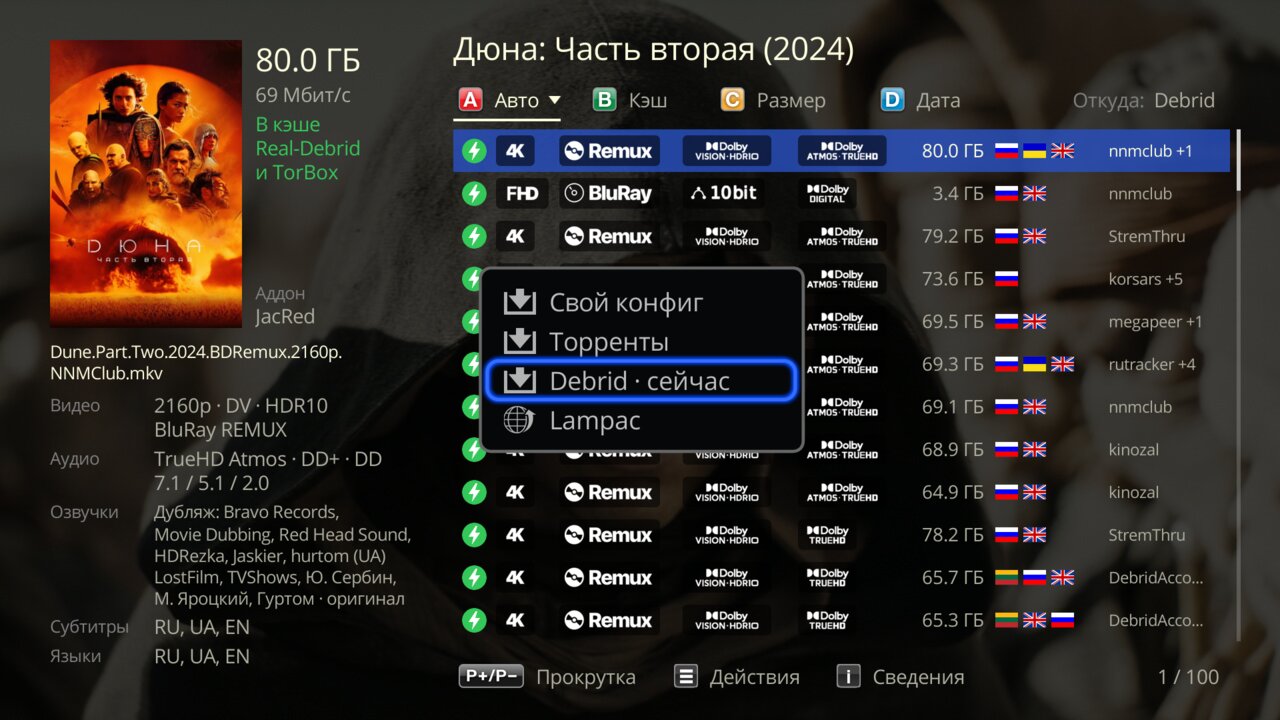 80.0 ГБ
69 Мбит/с
В кэше
Real-Debrid
и TorBox
Аддон
JacRed
ДЮНА
ЧАСТЬ ВТОРАЯ
Dune.Part.Two.2024.BDRemux.2160p.
NNMClub.mkv
Видео 2160p · DV · HDR10
BluRay REMUX
Аудио TrueHD Atmos · DD+ · DD
7.1 / 5.1 / 2.0
Озвучки Дубляж: Bravo Records,
Movie Dubbing, Red Head Sound,
HDRezka, Jaskier, hurtom (UA)
LostFilm, TVShows, Ю. Сербин,
М. Яроцкий, Гуртом · оригинал
Субтитры RU, UA, EN
Языки RU, UA, EN
Дюна: Часть вторая (2024)
A Авто B Кэш C Размер D Дата Откуда: Debrid
4K Remux Dolby VISION·HDR10 Dolby ATMOS·TRUEHD 80.0 ГБ nnmclub +1
FHD BluRay 10bit Dolby DIGITAL 3.4 ГБ nnmclub
4K Remux Dolby VISION·HDR10 Dolby ATMOS·TRUEHD 79.2 ГБ StremThru
Dolby ATMOS·TRUEHD 73.6 ГБ korsars +5
Dolby ATMOS·TRUEHD 69.5 ГБ megapeer +1
Dolby ATMOS·TRUEHD 69.3 ГБ rutracker +4
Dolby ATMOS·TRUEHD 69.1 ГБ nnmclub
4K Remux VISION·HDR10 Dolby ATMOS·TRUEHD 68.9 ГБ kinozal
4K Remux Dolby VISION·HDR10 Dolby ATMOS·TRUEHD 64.9 ГБ kinozal
4K Remux Dolby VISION·HDR10 Dolby TRUEHD 78.2 ГБ StremThru
4K Remux Dolby VISION·HDR10 Dolby TRUEHD 65.7 ГБ DebridAcco...
4K Remux Dolby VISION·HDR10 Dolby TRUEHD 65.3 ГБ DebridAcco...
Свой конфиг
Торренты
Debrid · сейчас
Lampac
P+/P− Прокрутка Действия i Сведения 1 / 100